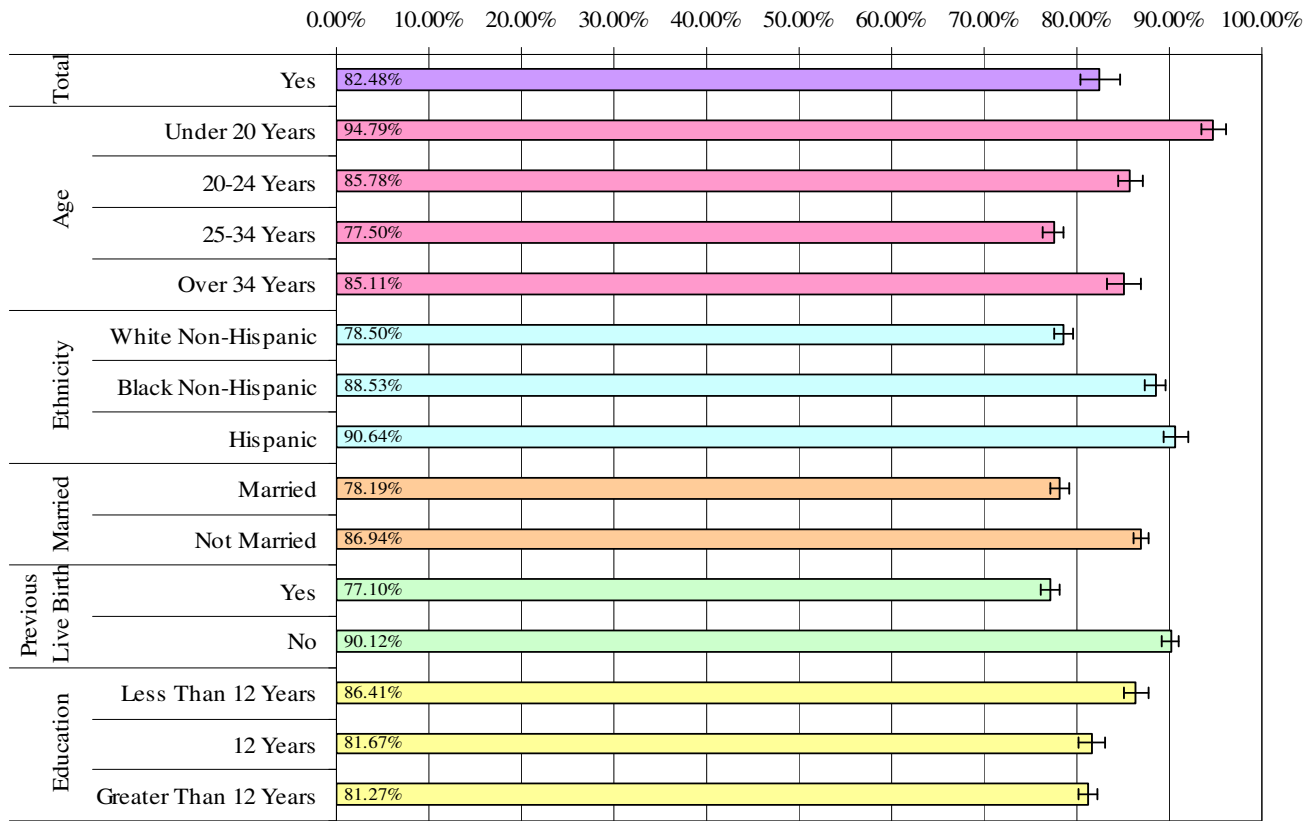 0.00% 10.00% 20.00% 30.00% 40.00% 50.00% 60.00% 70.00% 80.00% 90.00% 100.00%
Total
Yes 82.48%
Age
Under 20 Years 94.79%
20-24 Years 85.78%
25-34 Years 77.50%
Over 34 Years 85.11%
Ethnicity
White Non-Hispanic 78.50%
Black Non-Hispanic 88.53%
Hispanic 90.64%
Married
Married 78.19%
Not Married 86.94%
Previous
Live Birth
Yes 77.10%
No 90.12%
Education
Less Than 12 Years 86.41%
12 Years 81.67%
Greater Than 12 Years 81.27%